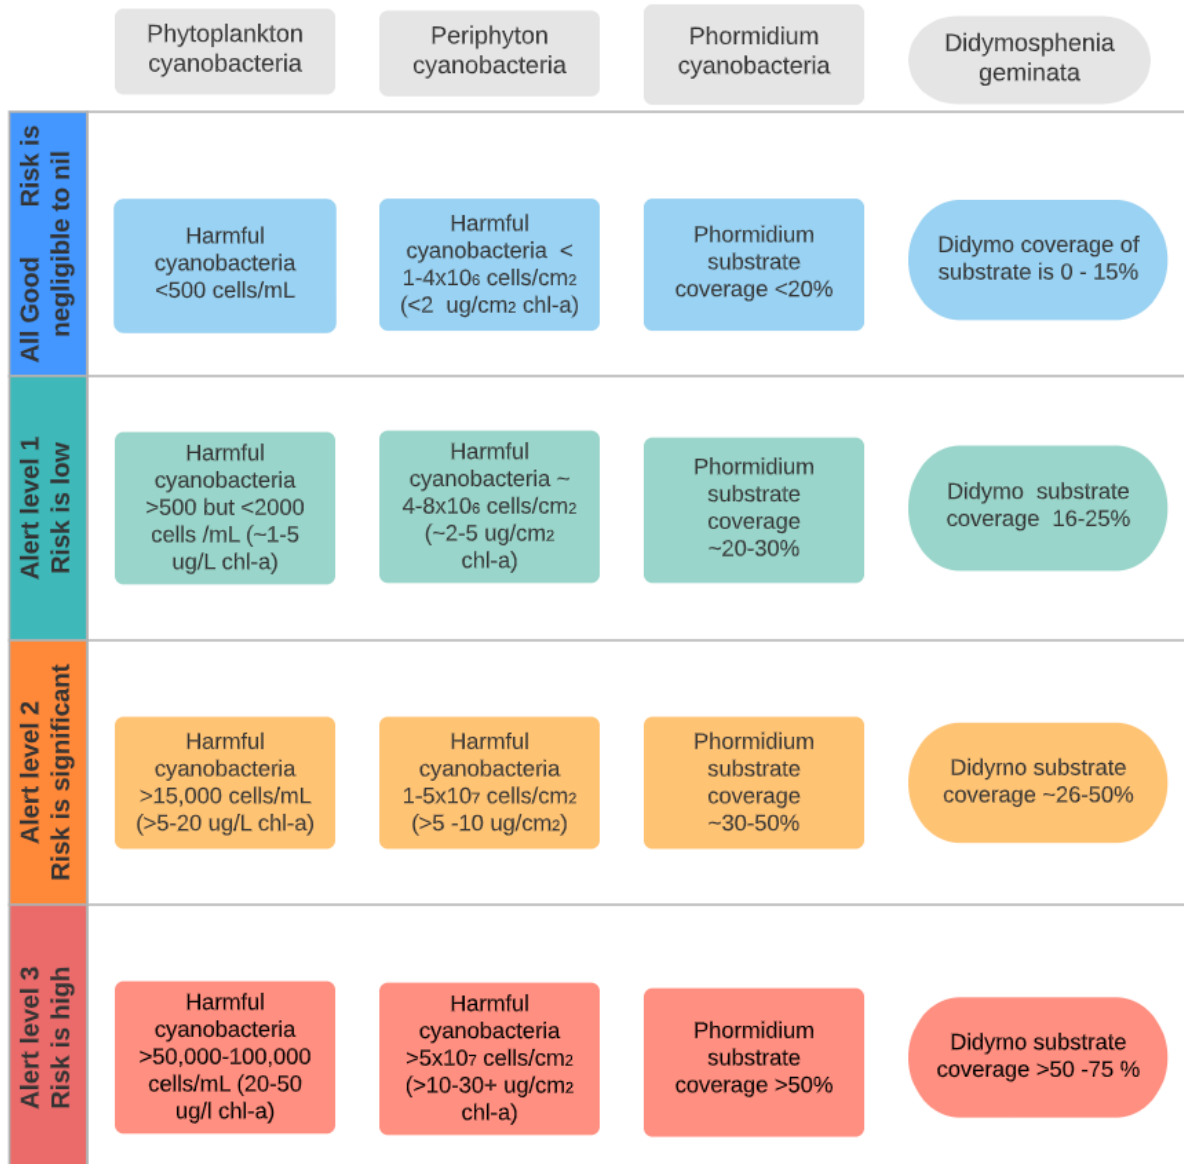 Phytoplankton
cyanobacteria
Periphyton
cyanobacteria
Phormidium
cyanobacteria
Didymosphenia
geminata
All Good Risk is
negligible to nil
Harmful
cyanobacteria
<500 cells/mL
Harmful
cyanobacteria <
1-4x10₆ cells/cm₂
(<2 ug/cm₂ chl-a)
Phormidium
substrate
coverage <20%
Didymo coverage of
substrate is 0 - 15%
Alert level 1
Risk is low
Harmful
cyanobacteria
>500 but <2000
cells /mL (~1-5
ug/L chl-a)
Harmful
cyanobacteria ~
4-8x10₆ cells/cm₂
(~2-5 ug/cm₂
chl-a)
Phormidium
substrate
coverage
~20-30%
Didymo substrate
coverage 16-25%
Alert level 2
Risk is significant
Harmful
cyanobacteria
>15,000 cells/mL
(>5-20 ug/L chl-a)
Harmful
cyanobacteria
1-5x10₇ cells/cm₂
(>5 -10 ug/cm₂)
Phormidium
substrate
coverage
~30-50%
Didymo substrate
coverage ~26-50%
Alert level 3
Risk is high
Harmful
cyanobacteria
>50,000-100,000
cells/mL (20-50
ug/l chl-a)
Harmful
cyanobacteria
>5x10₇ cells/cm₂
(>10-30+ ug/cm₂
chl-a)
Phormidium
substrate
coverage >50%
Didymo substrate
coverage >50 -75 %